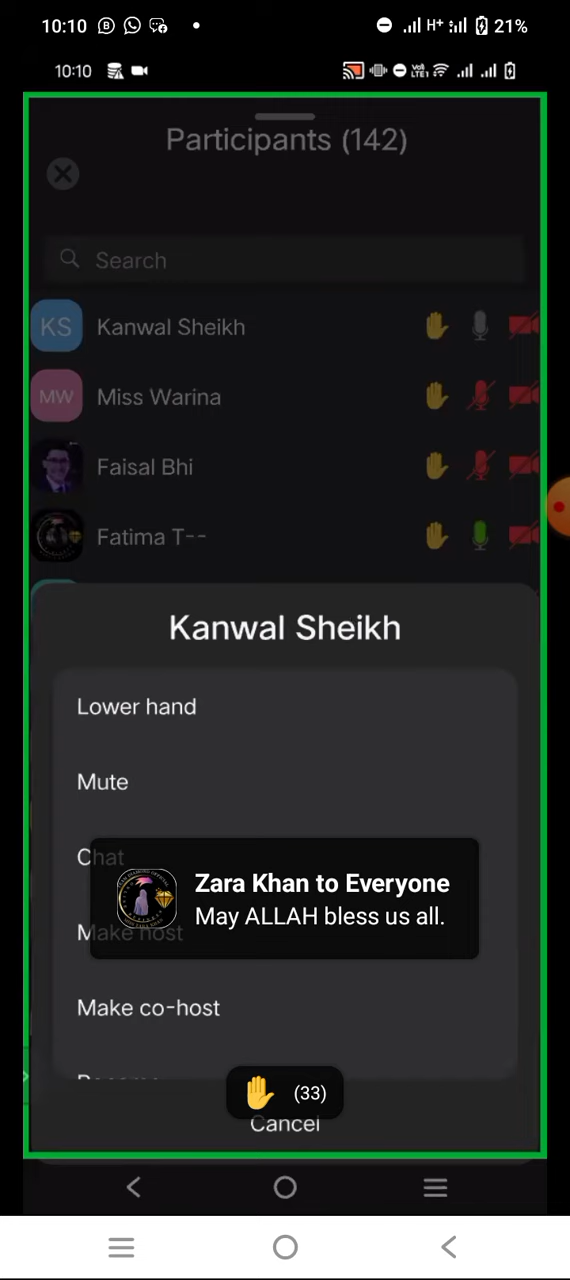 10:10
H+
21%
10:10
Participants (142)
Search
KS
Kanwal Sheikh
MW
Miss Warina
Faisal Bhi
Fatima T--
Kanwal Sheikh
Lower hand
Mute
Chat
Zara Khan to Everyone
May ALLAH bless us all.
Make host
Make co-host
(33)
Cancel